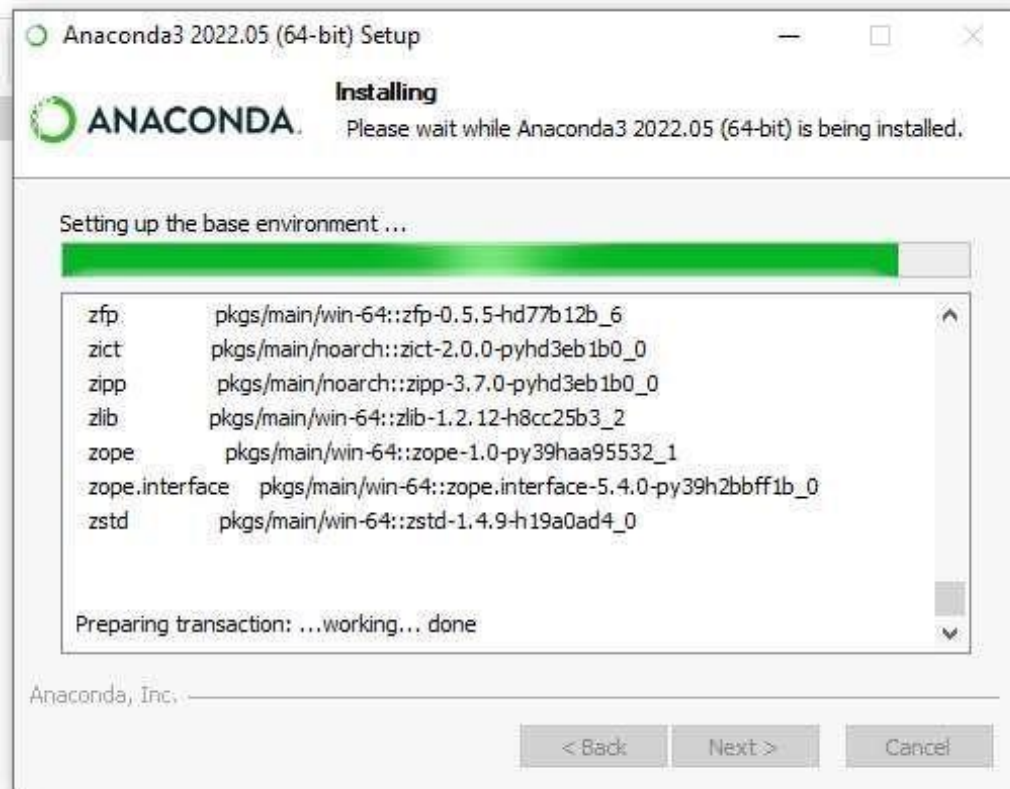 Anaconda3 2022.05 (64-bit) Setup
ANACONDA.
Installing
Please wait while Anaconda3 2022.05 (64-bit) is being installed.
Setting up the base environment ...
zfp pkgs/main/win-64::zfp-0.5.5-hd77b12b_6
zict pkgs/main/noarch::zict-2.0.0-pyhd3eb1b0_0
zipp pkgs/main/noarch::zipp-3.7.0-pyhd3eb1b0_0
zlib pkgs/main/win-64::zlib-1.2.12-h8cc25b3_2
zope pkgs/main/win-64::zope-1.0-py39haa95532_1
zope.interface pkgs/main/win-64::zope.interface-5.4.0-py39h2bbff1b_0
zstd pkgs/main/win-64::zstd-1.4.9-h19a0ad4_0
Preparing transaction: ...working... done
Anaconda, Inc.
< Back Next > Cancel